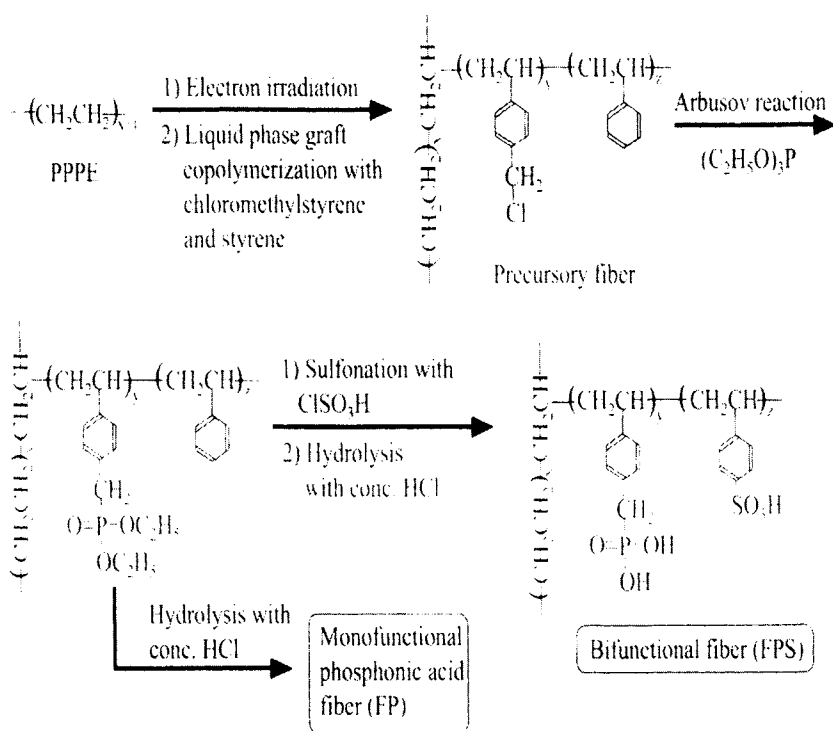 1) Electron irradiation
2) Liquid phase graft
copolymerization with
chloromethylstyrene
and styrene
PPPE
(CH2CH)
(CH2CH)
CH2
Cl
Precursory fiber
Arbusov reaction
(C2H5O)3P
(CH2CH)
(CH2CH)
CH2
O=P-OC2H5
OC2H5
1) Sulfonation with
ClSO3H
2) Hydrolysis
with conc. HCl
(CH2CH)
(CH2CH)
CH2
SO3H
O=P-OH
OH
Hydrolysis with
conc. HCl
Monofunctional
phosphonic acid
fiber (FP)
Bifunctional fiber (FPS)